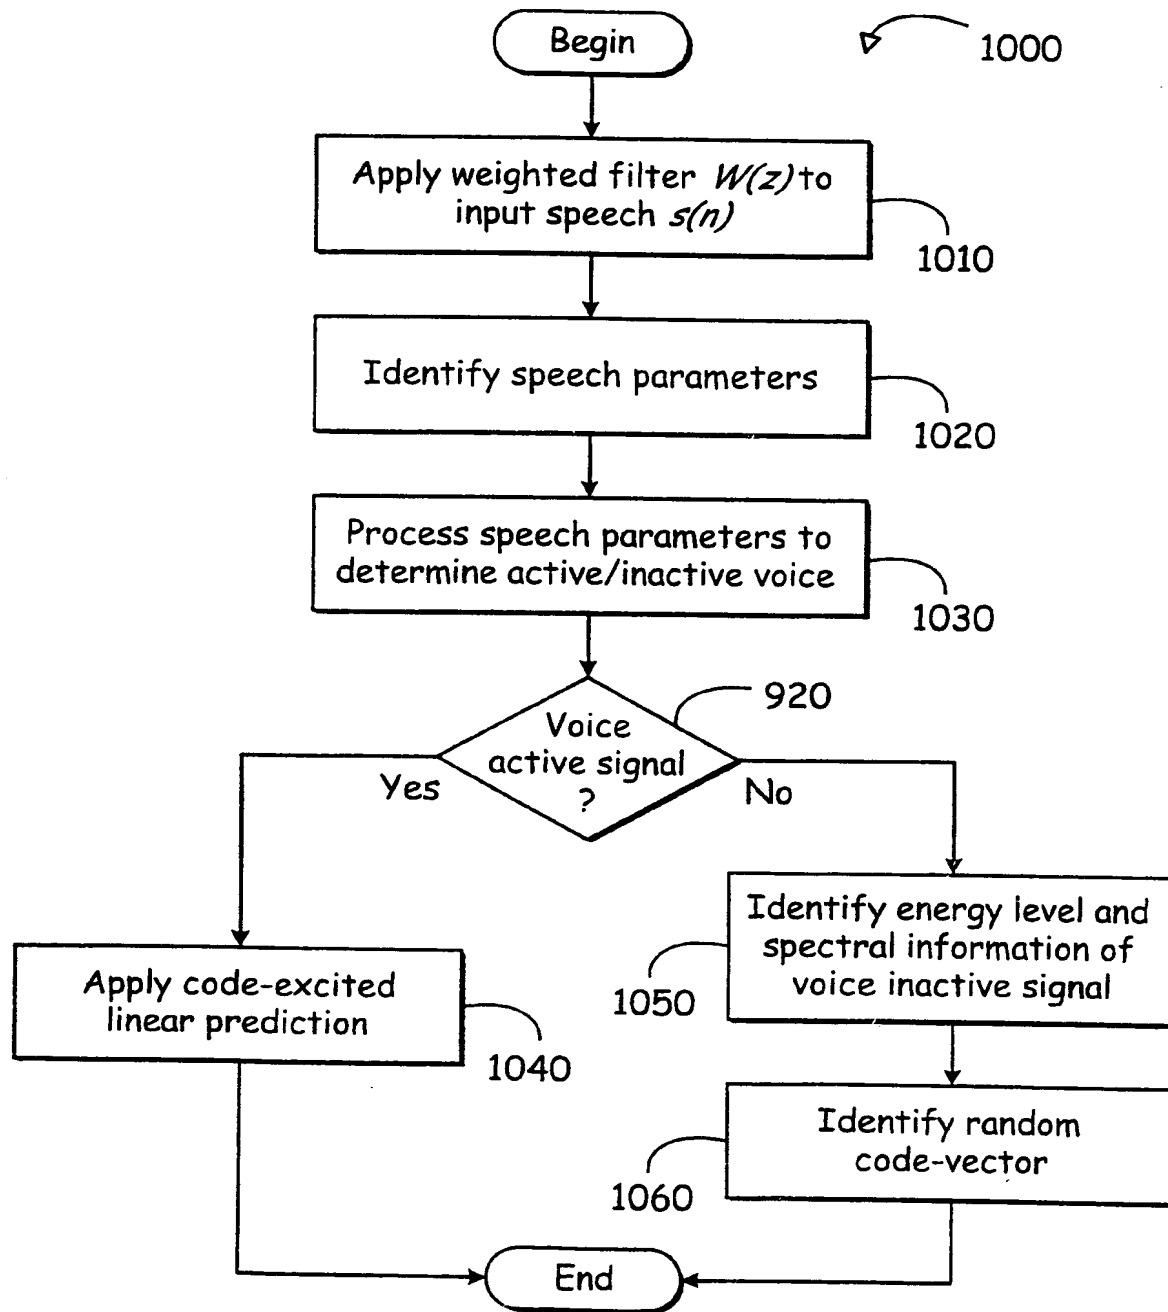 Begin
1000
Apply weighted filter W(z) to
input speech s(n)
1010
Identify speech parameters
1020
Process speech parameters to
determine active/inactive voice
1030
920
Voice
active signal
?
Yes
No
Identify energy level and
spectral information of
voice inactive signal
1050
Apply code-excited
linear prediction
1040
Identify random
code-vector
1060
End